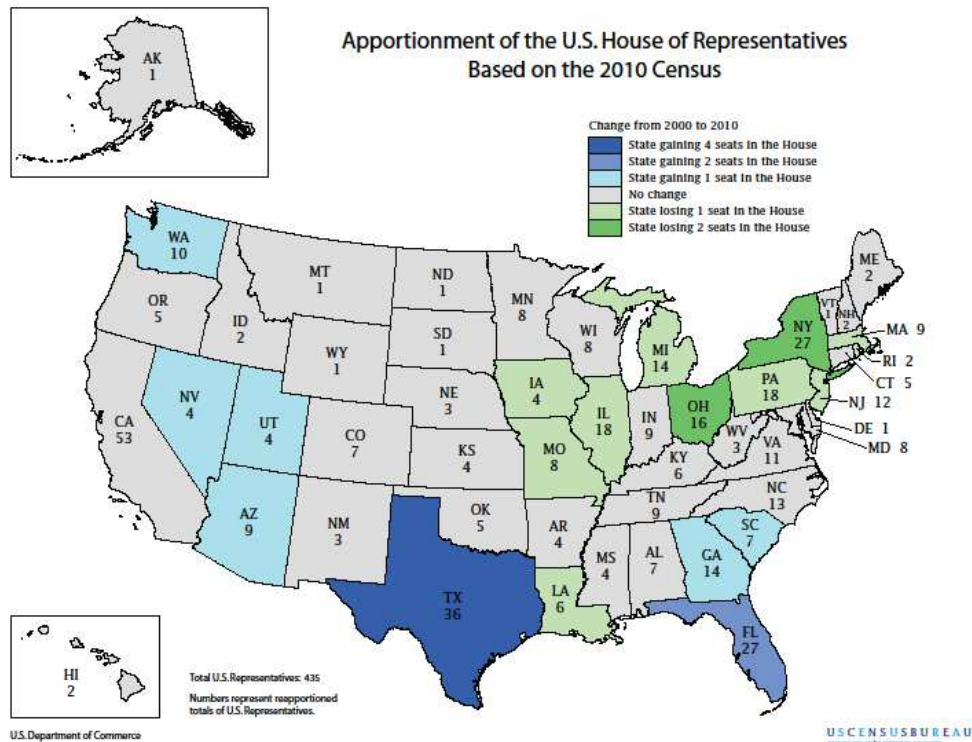 Apportionment of the U.S. House of Representatives
Based on the 2010 Census
AK
1
Change from 2000 to 2010
State gaining 4 seats in the House
State gaining 2 seats in the House
State gaining 1 seat in the House
No change
State losing 1 seat in the House
State losing 2 seats in the House
WA
10
OR
5
CA
53
NV
4
ID
2
MT
1
WY
1
UT
4
AZ
9
CO
7
NM
3
ND
1
SD
1
NE
3
KS
4
OK
5
TX
36
MN
8
IA
4
MO
8
AR
4
LA
6
WI
8
IL
18
MI
14
IN
9
OH
16
KY
6
TN
9
MS
4
AL
7
GA
14
FL
27
SC
7
NC
13
VA
11
WV
3
PA
18
NY
27
VT
1
NH
2
ME
2
MA 9
RI 2
CT 5
NJ 12
DE 1
MD 8
HI
2
Total U.S. Representatives: 435
Numbers represent reapportioned
totals of U.S. Representatives.
U.S. Department of Commerce
USCENSUSBUREAU